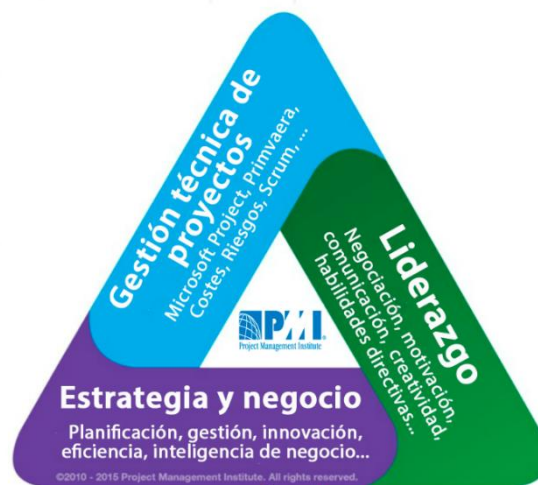 Gestión técnica de
proyectos
Microsoft Project, Primvaera,
Costes, Riesgos, Scrum, ...
Liderazgo
Negociación, motivación,
comunicación, creatividad,
habilidades directivas...
PMI
Project Management Institute
Estrategia y negocio
Planificación, gestión, innovación,
eficiencia, inteligencia de negocio...
©2010 - 2015 Project Management Institute. All rights reserved.